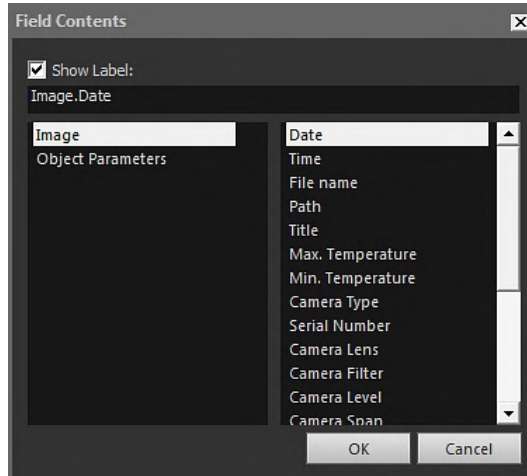 Field Contents
Show Label:
Image.Date
Image
Object Parameters
Date
Time
File name
Path
Title
Max. Temperature
Min. Temperature
Camera Type
Serial Number
Camera Lens
Camera Filter
Camera Level
Camera Span
OK
Cancel